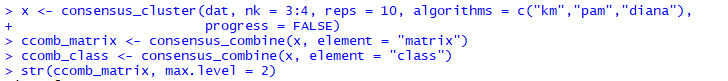 > x <- consensus_cluster(dat, nk = 3:4, reps = 10, algorithms = c("km","pam","diana"),
+                        progress = FALSE)
> ccomb_matrix <- consensus_combine(x, element = "matrix")
> ccomb_class <- consensus_combine(x, element = "class")
> str(ccomb_matrix, max.level = 2)